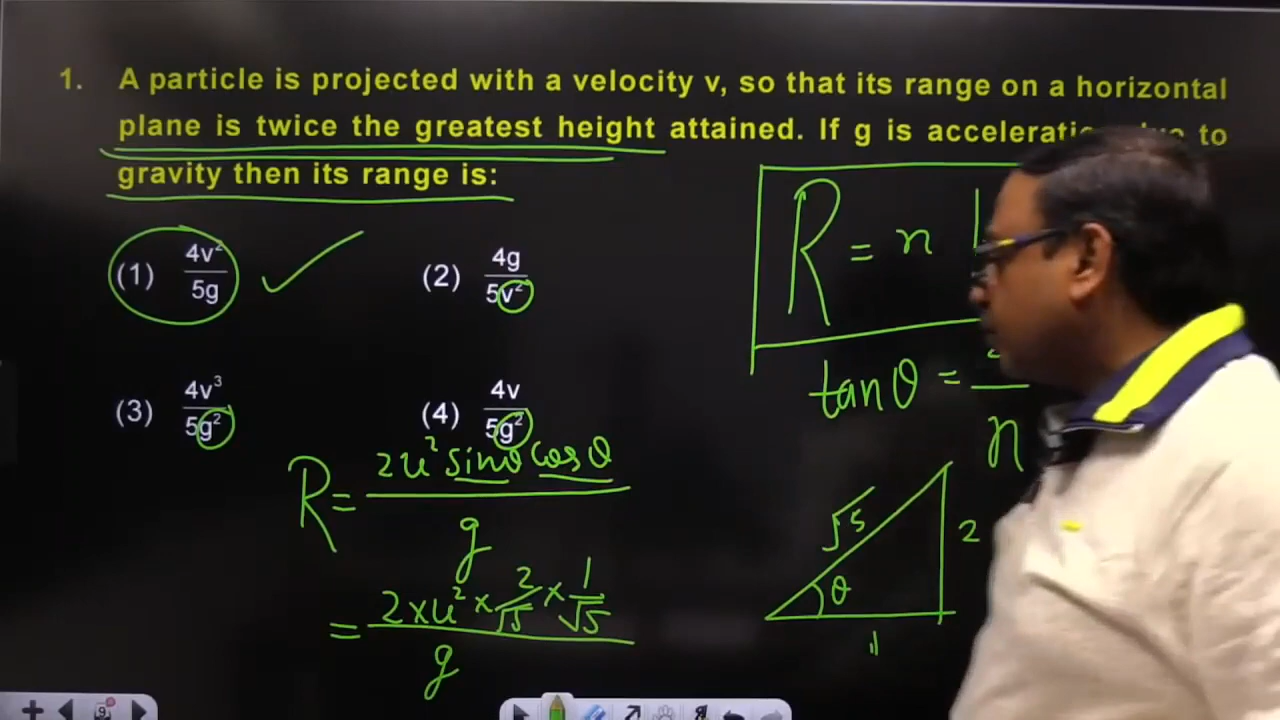 1. A particle is projected with a velocity v, so that its range on a horizontal
plane is twice the greatest height attained. If g is to
gravity then its range is:
(1) 4v²/5g ✓ (2) 4g/5v²
(3) 4v³/5g² (4) 4v/5g²
R = n
tanθ = /n
R = 2u² sinθ cosθ / g
= 2×u²×2/√5×1/√5 / g
√5 2
θ
1